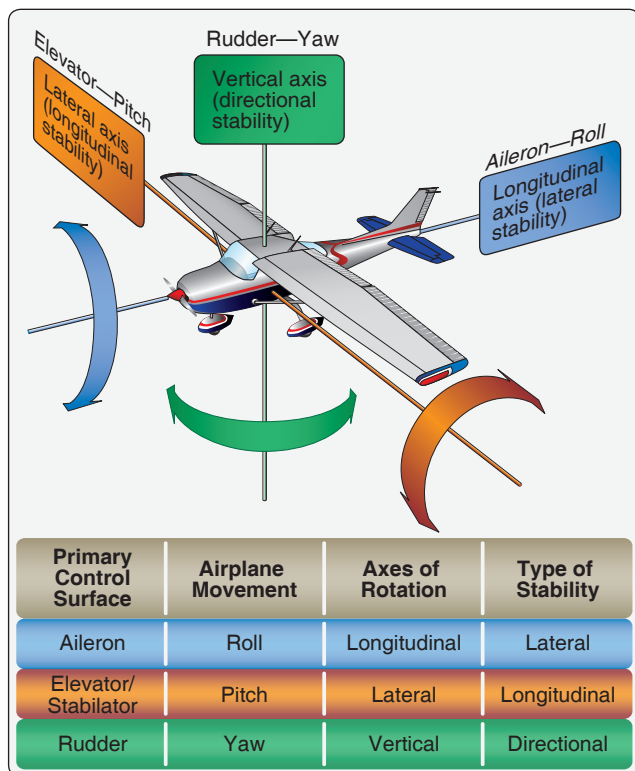 Rudder—Yaw
Vertical axis
(directional
stability)
Elevator—Pitch
Lateral axis
(longitudinal
stability)
Aileron—Roll
Longitudinal
axis (lateral
stability)
Primary
Control
Surface
Airplane
Movement
Axes of
Rotation
Type of
Stability
Aileron
Roll
Longitudinal
Lateral
Elevator/
Stabilator
Pitch
Lateral
Longitudinal
Rudder
Yaw
Vertical
Directional